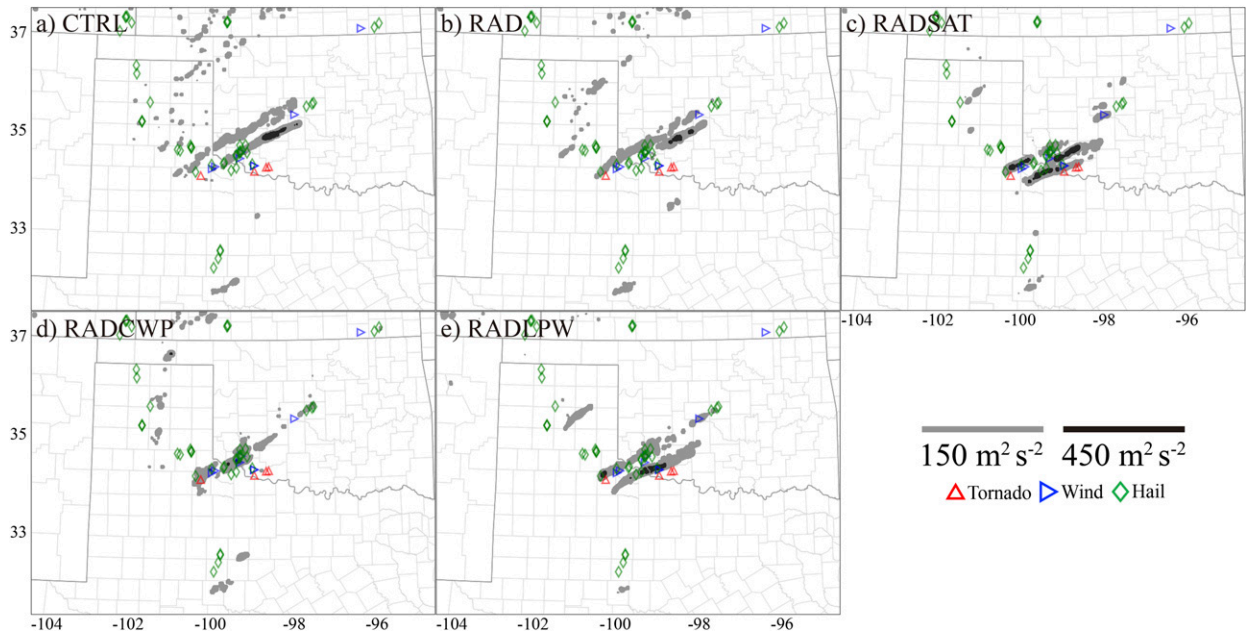 a) CTRL
b) RAD
c) RADSAT
37
35
33
d) RADCWP
e) RADLPW
-104 -102 -100 -98 -96
37
35
33
150 m² s⁻²
450 m² s⁻²
Tornado Wind Hail
-104 -102 -100 -98 -96
-104 -102 -100 -98 -96